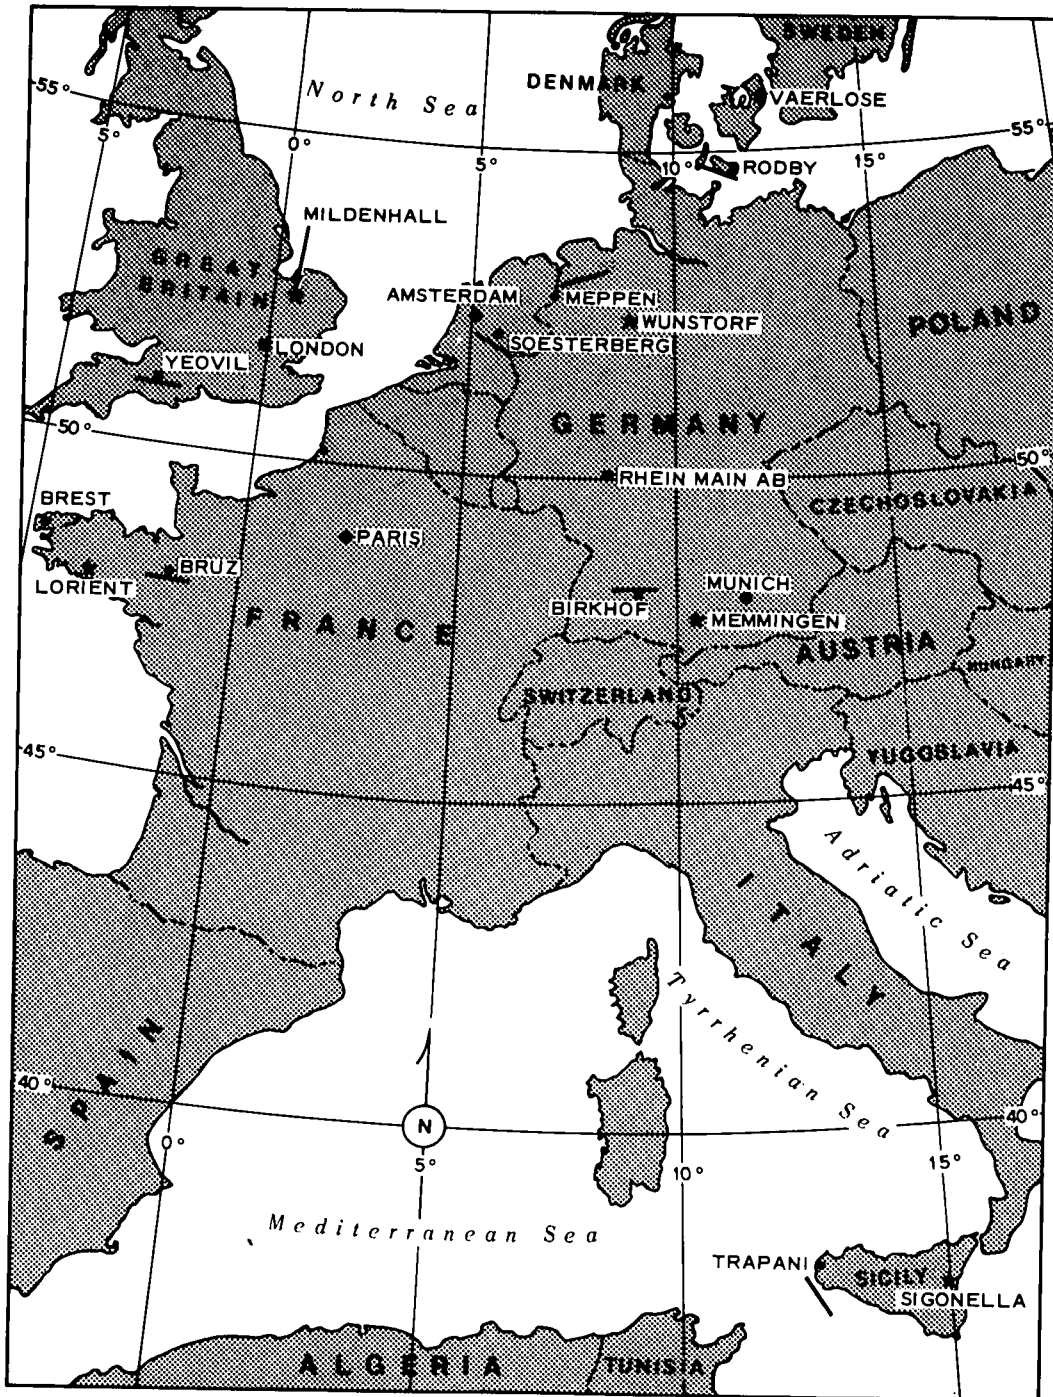 SWEDEN
DENMARK
VAERLOSE
55°
North Sea
5°
0°
5°
10°
15°
55°
RODBY
MILDENHALL
GREAT
BRITAIN
AMSTERDAM
MEPPEN
WUNSTORF
SOESTERBERG
POLAND
LONDON
YEOVIL
50°
GERMANY
50°
RHEIN MAIN AB
CZECHOSLOVAKIA
BREST
PARIS
BRUZ
LORIENT
MUNICH
BIRKHOF
MEMMINGEN
FRANCE
AUSTRIA
HUNGARY
SWITZERLAND
YUGOSLAVIA
45°
45°
Adriatic Sea
ITALY
Tyrrhenian Sea
SPAIN
40°
N
40°
0°
5°
10°
15°
Mediterranean Sea
TRAPANI
SICILY
SIGONELLA
ALGERIA
TUNISIA